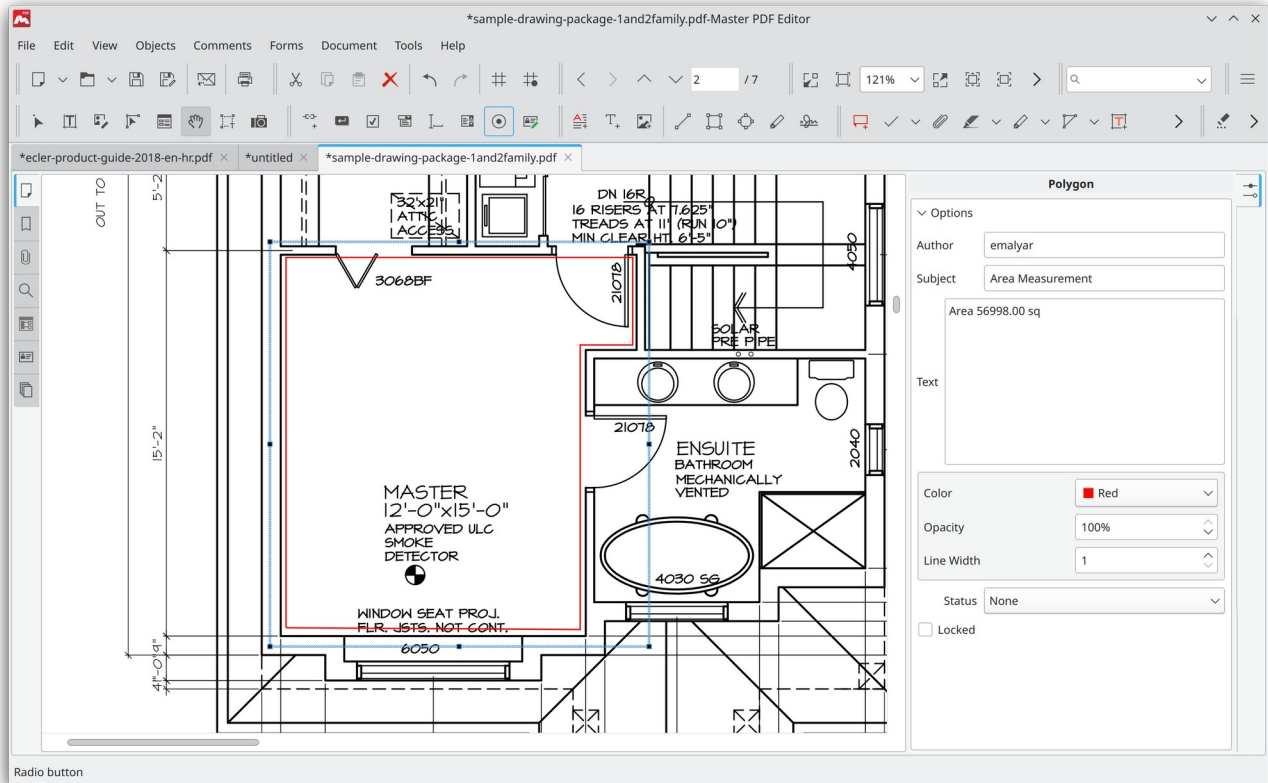 *sample-drawing-package-1and2family.pdf-Master PDF Editor
File Edit View Objects Comments Forms Document Tools Help
2 / 7
121%
*ecler-product-guide-2018-en-hr.pdf
*untitled
*sample-drawing-package-1and2family.pdf
OUT TO
5'-2
32"x21"
ATTIC
ACCESS
DN 16R
16 RISERS AT 7.625"
TREADS AT 11" (RUN 10")
MIN CLEAR HT. 6'-5"
4050
3068BF
21078
SOLAR
PRE PIPE
15'-2"
21078
2040
ENSUITE
BATHROOM
MECHANICALLY
VENTED
MASTER
12'-0"x15'-0"
APPROVED ULC
SMOKE
DETECTOR
4030 SG
WINDOW SEAT PROJ.
FLR. JSTS. NOT CONT.
6050
4'-0"
9"
Polygon
Options
Author emalyar
Subject Area Measurement
Text Area 56998.00 sq
Color Red
Opacity 100%
Line Width 1
Status None
Locked
Radio button